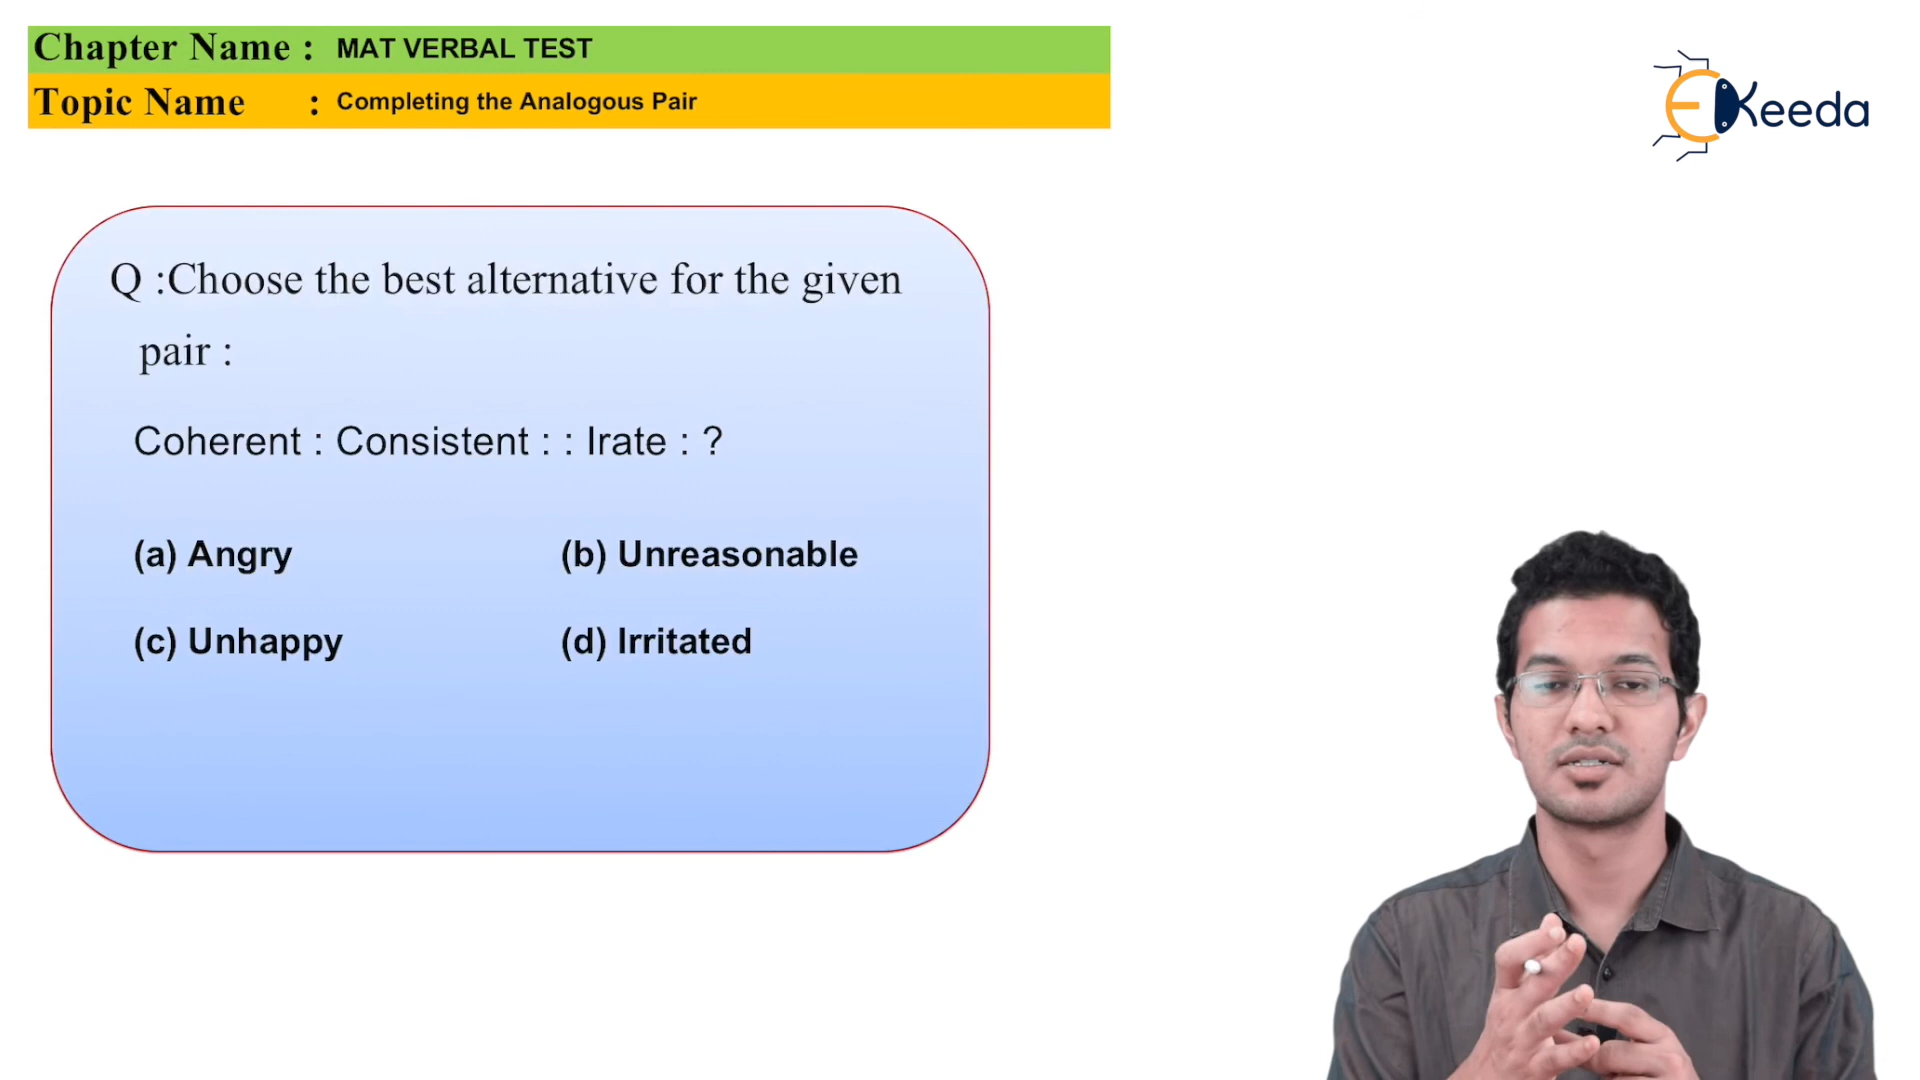 Chapter Name : MAT VERBAL TEST
Topic Name : Completing the Analogous Pair
EKeeda
Q :Choose the best alternative for the given
pair :
Coherent : Consistent : : Irate : ?
(a) Angry (b) Unreasonable
(c) Unhappy (d) Irritated